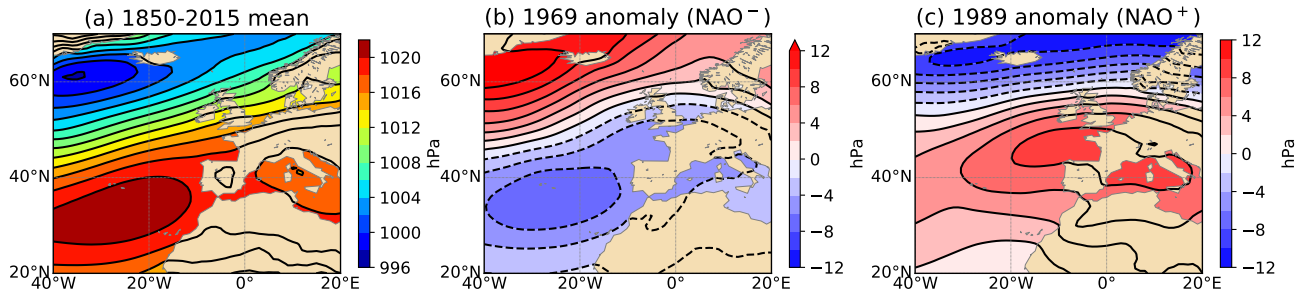 (a) 1850-2015 mean
60°N
40°N
20°N
40°W
20°W
0°
20°E
1020
1016
1012
1008
1004
1000
996
hPa
(b) 1969 anomaly (NAO⁻)
60°N
40°N
20°N
40°W
20°W
0°
20°E
12
8
4
0
−4
−8
−12
hPa
(c) 1989 anomaly (NAO⁺)
60°N
40°N
20°N
40°W
20°W
0°
20°E
12
8
4
0
−4
−8
−12
hPa